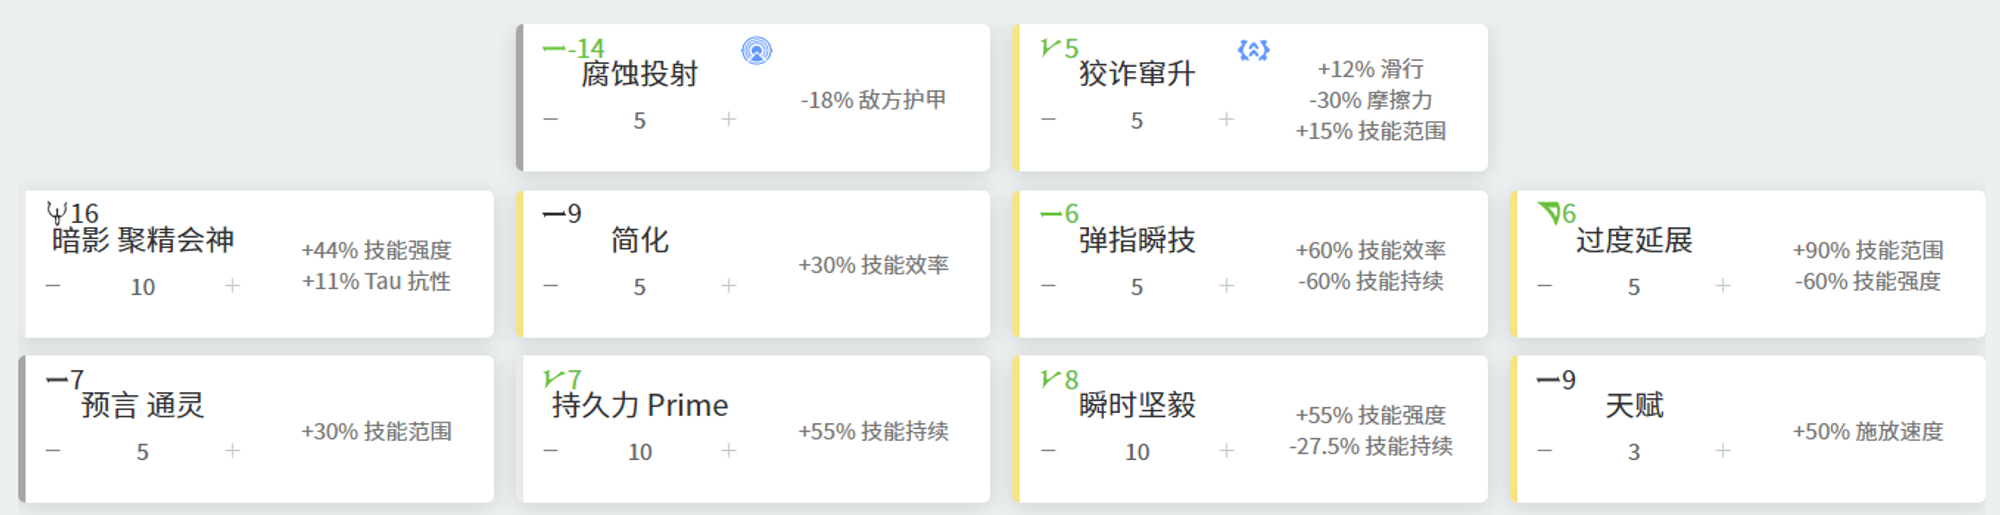 -14
腐蚀投射
- 5 +
-18% 敌方护甲
5
狡诈窜升
- 5 +
+12% 滑行
-30% 摩擦力
+15% 技能范围
16
暗影 聚精会神
- 10 +
+44% 技能强度
+11% Tau 抗性
9
简化
- 5 +
+30% 技能效率
6
弹指瞬技
- 5 +
+60% 技能效率
-60% 技能持续
6
过度延展
- 5 +
+90% 技能范围
-60% 技能强度
7
预言 通灵
- 5 +
+30% 技能范围
7
持久力 Prime
- 10 +
+55% 技能持续
8
瞬时坚毅
- 10 +
+55% 技能强度
-27.5% 技能持续
9
天赋
- 3 +
+50% 施放速度